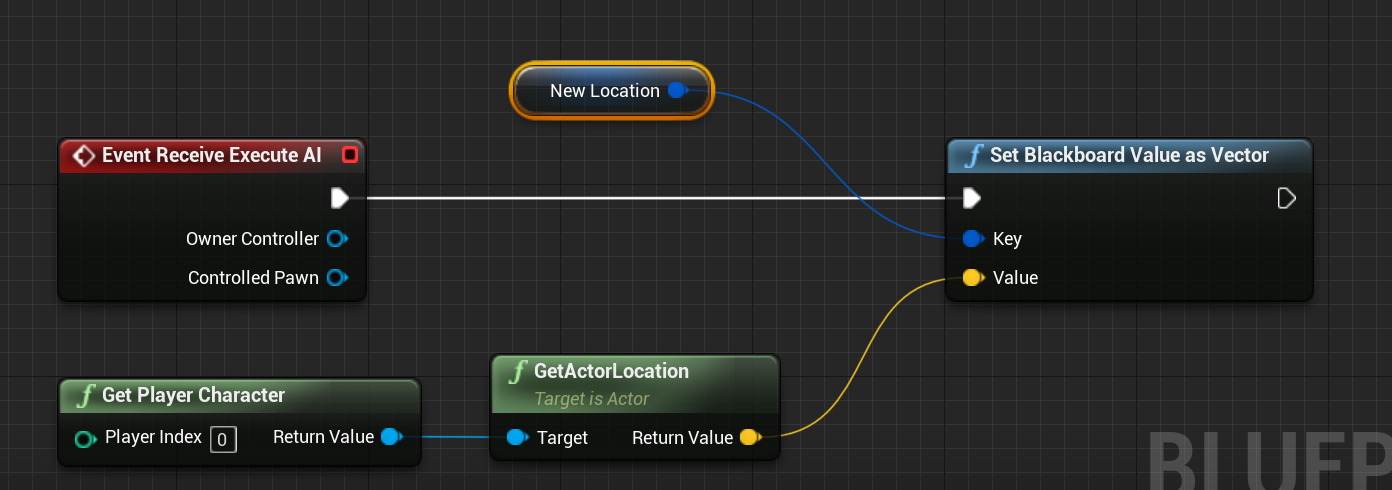 New Location
Event Receive Execute AI
Owner Controller
Controlled Pawn
Set Blackboard Value as Vector
Key
Value
Get Player Character
Player Index 0 Return Value
GetActorLocation
Target is Actor
Target Return Value